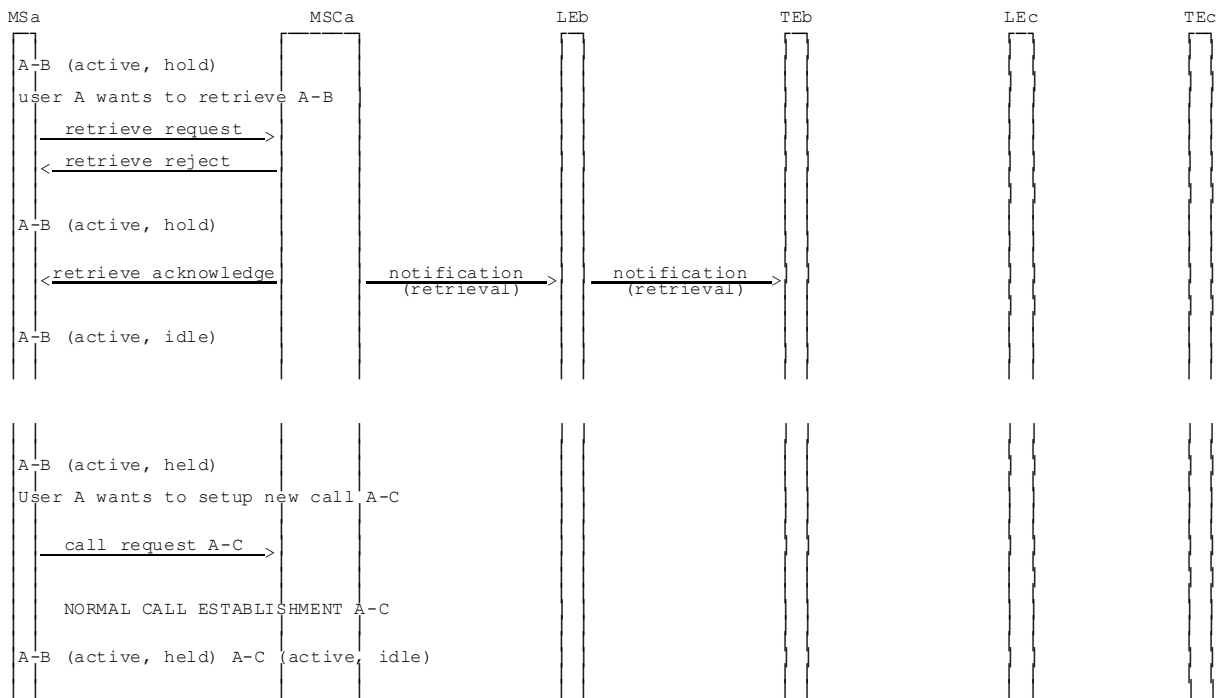 MSa MSCa LEb TEb LEc TEc
A-B (active, hold)
user A wants to retrieve A-B
retrieve request
retrieve reject
A-B (active, hold)
retrieve acknowledge notification notification
(retrieval) (retrieval)
A-B (active, idle)
A-B (active, held)
User A wants to setup new call A-C
call request A-C
NORMAL CALL ESTABLISHMENT A-C
A-B (active, held) A-C (active, idle)